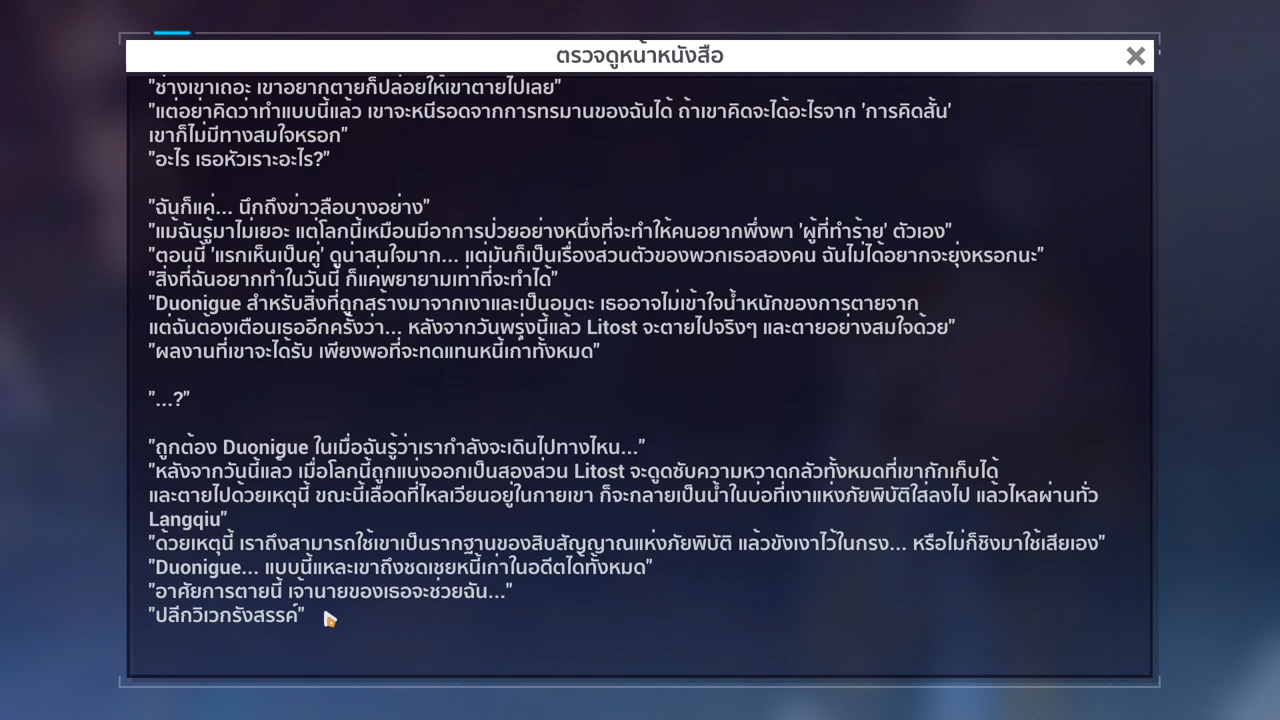 ตรวจดูหน้าหนังสือ
"ช่างเขาเถอะ เขาอยากตายก็ปล่อยให้เขาตายไปเลย"
"แต่อย่าคิดว่าทำแบบนี้แล้ว เขาจะหนีรอดจากการทรมานของฉันได้ ถ้าเขาคิดจะได้อะไรจาก 'การคิดสั้น'
เขาก็ไม่มีทางสมใจหรอก"
"อะไร เธอหัวเราะอะไร?"
"ฉันก็แค่... นึกถึงข่าวลือบางอย่าง"
"แม้ฉันรู้มาไม่เยอะ แต่โลกนี้เหมือนมีอาการป่วยอย่างหนึ่งที่จะทำให้คนอยากพึ่งพา 'ผู้ที่ทำร้าย' ตัวเอง"
"ตอนนี้ 'แรกเห็นเป็นคู่' ดูน่าสนใจมาก... แต่มันก็เป็นเรื่องส่วนตัวของพวกเธอสองคน ฉันไม่ได้อยากจะยุ่งหรอกนะ"
"สิ่งที่ฉันอยากทำในวันนี้ ก็แค่พยายามเท่าที่จะทำได้"
"Duonigue สำหรับสิ่งที่ถูกสร้างมาจากเงาและเป็นอมตะ เธออาจไม่เข้าใจน้ำหนักของการตายจาก
แต่ฉันต้องเตือนเธออีกครั้งว่า... หลังจากวันพรุ่งนี้แล้ว Litost จะตายไปจริงๆ และตายอย่างสมใจด้วย"
"ผลงานที่เขาจะได้รับ เพียงพอที่จะทดแทนหนี้เก่าทั้งหมด"
"...?"
"ถูกต้อง Duonigue ในเมื่อฉันรู้ว่าเรากำลังจะเดินไปทางไหน..."
"หลังจากวันนี้แล้ว เมื่อโลกนี้ถูกแบ่งออกเป็นสองส่วน Litost จะดูดซับความหวาดกลัวทั้งหมดที่เขากักเก็บได้
และตายไปด้วยเหตุนี้ ขณะนี้เลือดที่ไหลเวียนอยู่ในกายเขา ก็จะกลายเป็นน้ำในบ่อที่เงาแห่งภัยพิบัติใส่ลงไป แล้วไหลผ่านทั่ว
Langqiu"
"ด้วยเหตุนี้ เราถึงสามารถใช้เขาเป็นรากฐานของสิบสัญญาณแห่งภัยพิบัติ แล้วขังเงาไว้ในกรง... หรือไม่ก็ชิงมาใช้เสียเอง"
"Duonigue... แบบนี้แหละเขาถึงชดเชยหนี้เก่าในอดีตได้ทั้งหมด"
"อาศัยการตายนี้ เจ้านายของเธอจะช่วยฉัน..."
"ปลีกวิเวกรังสรรค์"